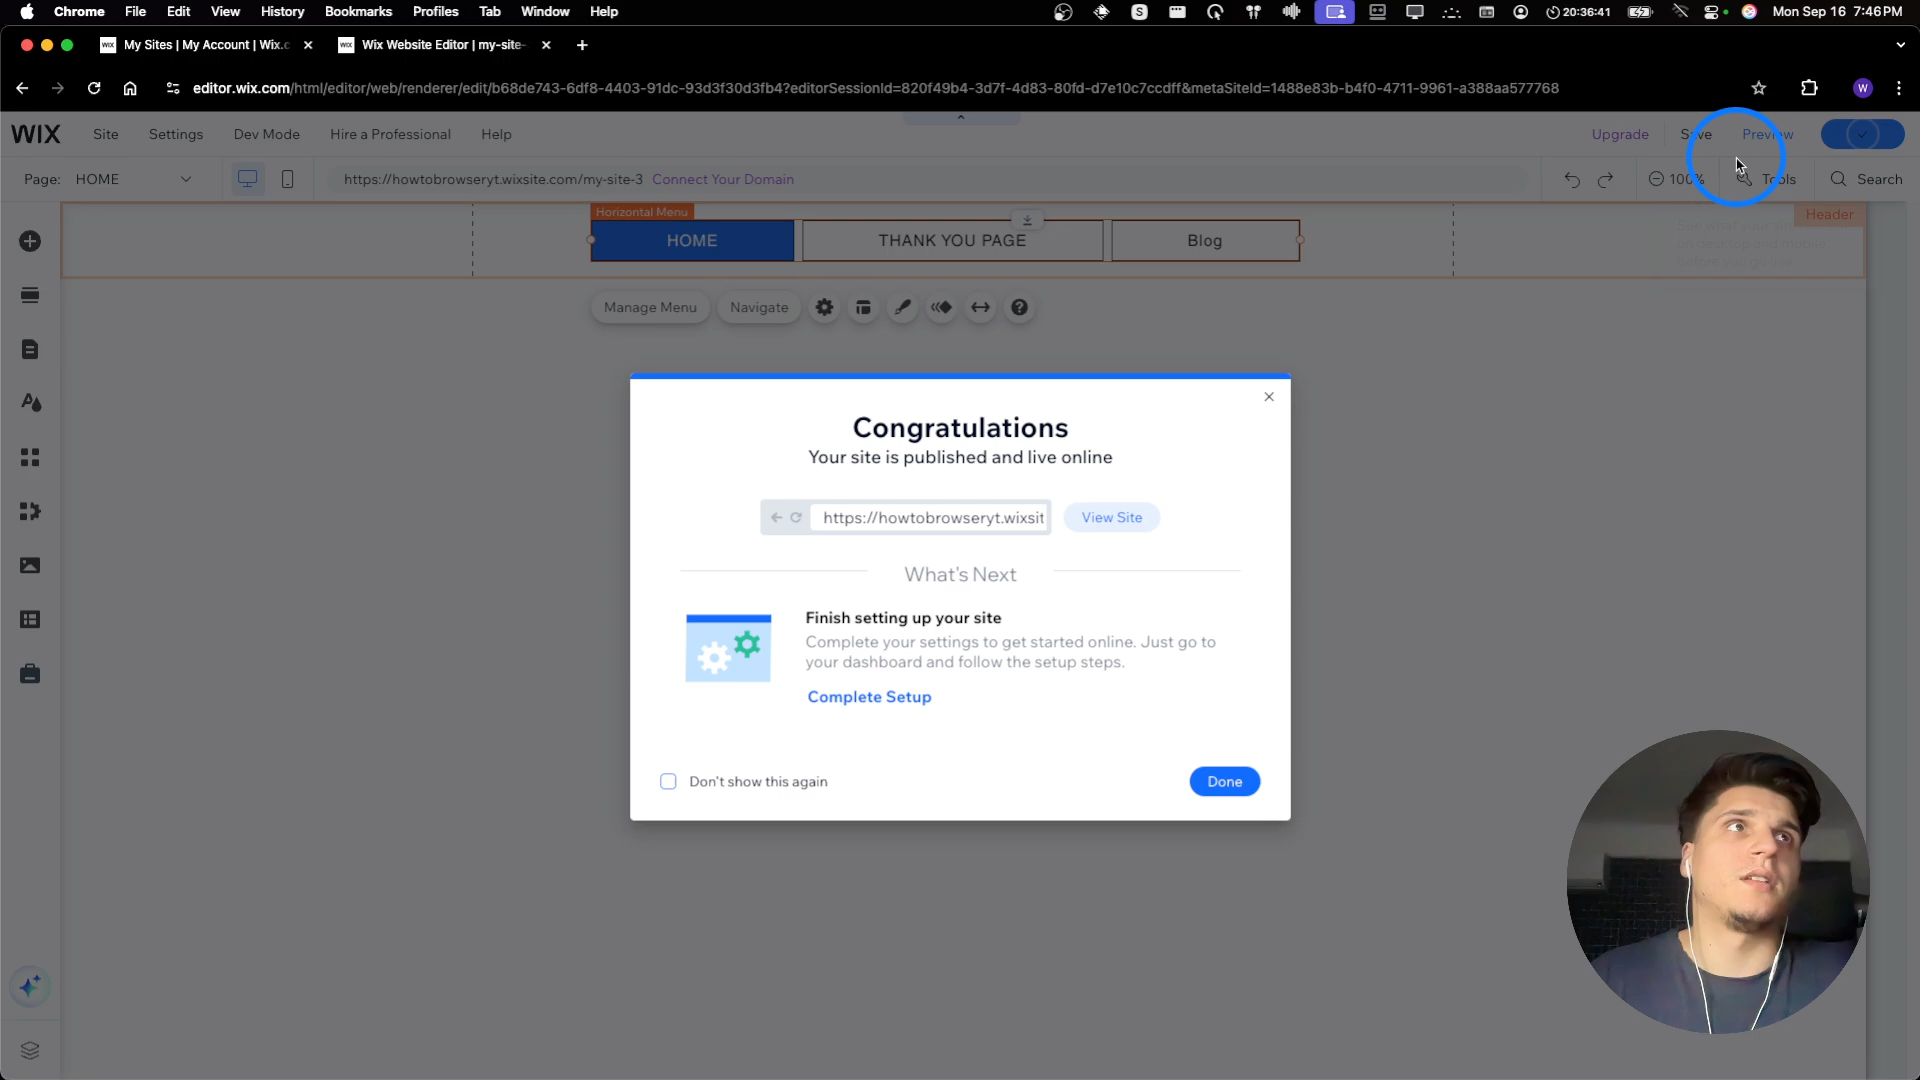 Chrome File Edit View History Bookmarks Profiles Tab Window Help 20:36:41 Mon Sep 16 7:46 PM
WIX My Sites | My Account | Wix.c WIX Wix Website Editor | my-site-
editor.wix.com/html/editor/web/renderer/edit/b68de743-6df8-4403-91dc-93d3f30d3fb4?editorSessionId=820f49b4-3d7f-4d83-80fd-d7e10c7ccdff&metaSiteId=1488e83b-b4f0-4711-9961-a388aa577768 W
WIX Site Settings Dev Mode Hire a Professional Help Upgrade Save Preview
Page: HOME https://howtobrowseryt.wixsite.com/my-site-3 Connect Your Domain 100% Tools Search
Horizontal Menu Header
HOME THANK YOU PAGE Blog
Manage Menu Navigate
Congratulations
Your site is published and live online
https://howtobrowseryt.wixsit View Site
What's Next
Finish setting up your site
Complete your settings to get started online. Just go to
your dashboard and follow the setup steps.
Complete Setup
Don't show this again Done